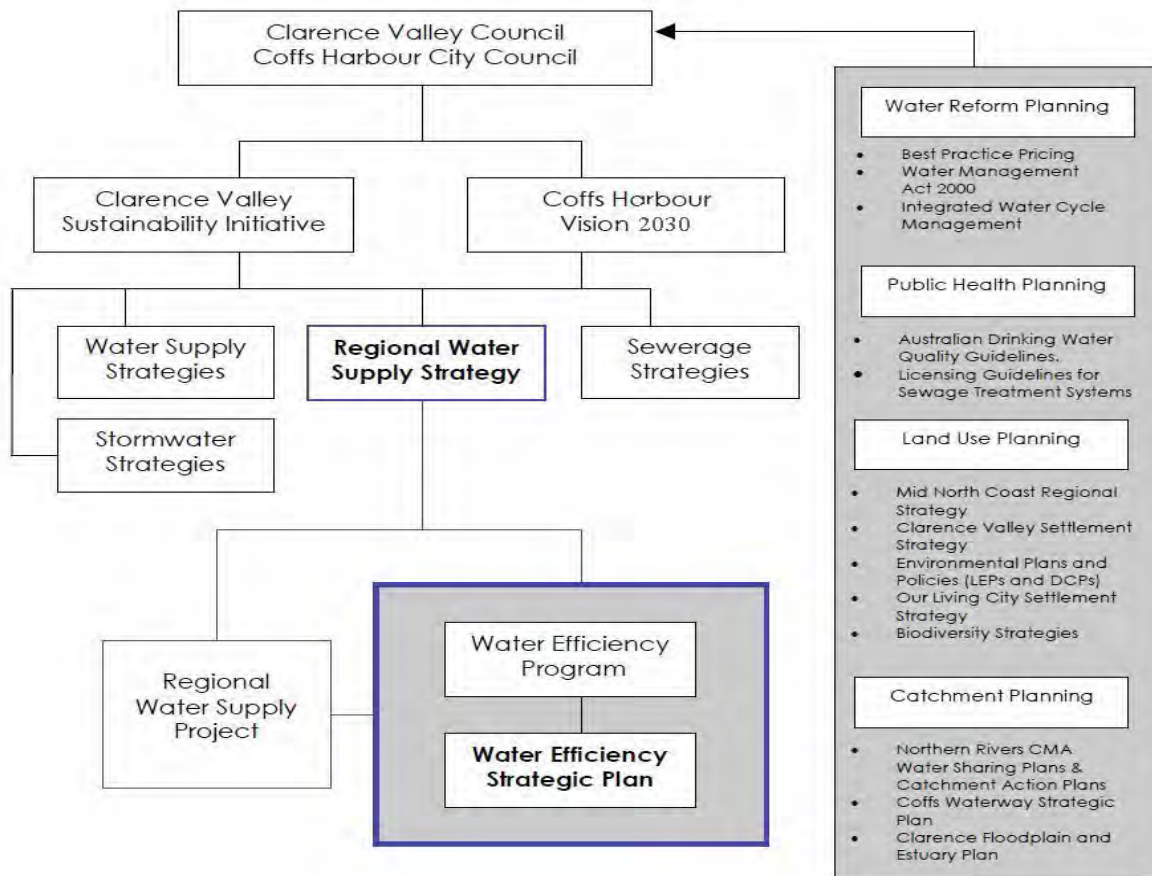 Clarence Valley Council
Coffs Harbour City Council
Clarence Valley
Sustainability Initiative
Coffs Harbour
Vision 2030
Water Supply
Strategies
Regional Water
Supply Strategy
Sewerage
Strategies
Stormwater
Strategies
Regional
Water Supply
Project
Water Efficiency
Program
Water Efficiency
Strategic Plan
Water Reform Planning
• Best Practice Pricing
• Water Management
Act 2000
• Integrated Water Cycle
Management
Public Health Planning
• Australian Drinking Water
Quality Guidelines.
• Licensing Guidelines for
Sewage Treatment Systems
Land Use Planning
• Mid North Coast Regional
Strategy
• Clarence Valley Settlement
Strategy
• Environmental Plans and
Policies (LEPs and DCPs)
• Our Living City Settlement
Strategy
• Biodiversity Strategies
Catchment Planning
• Northern Rivers CMA
Water Sharing Plans &
Catchment Action Plans
• Coffs Waterway Strategic
Plan
• Clarence Floodplain and
Estuary Plan